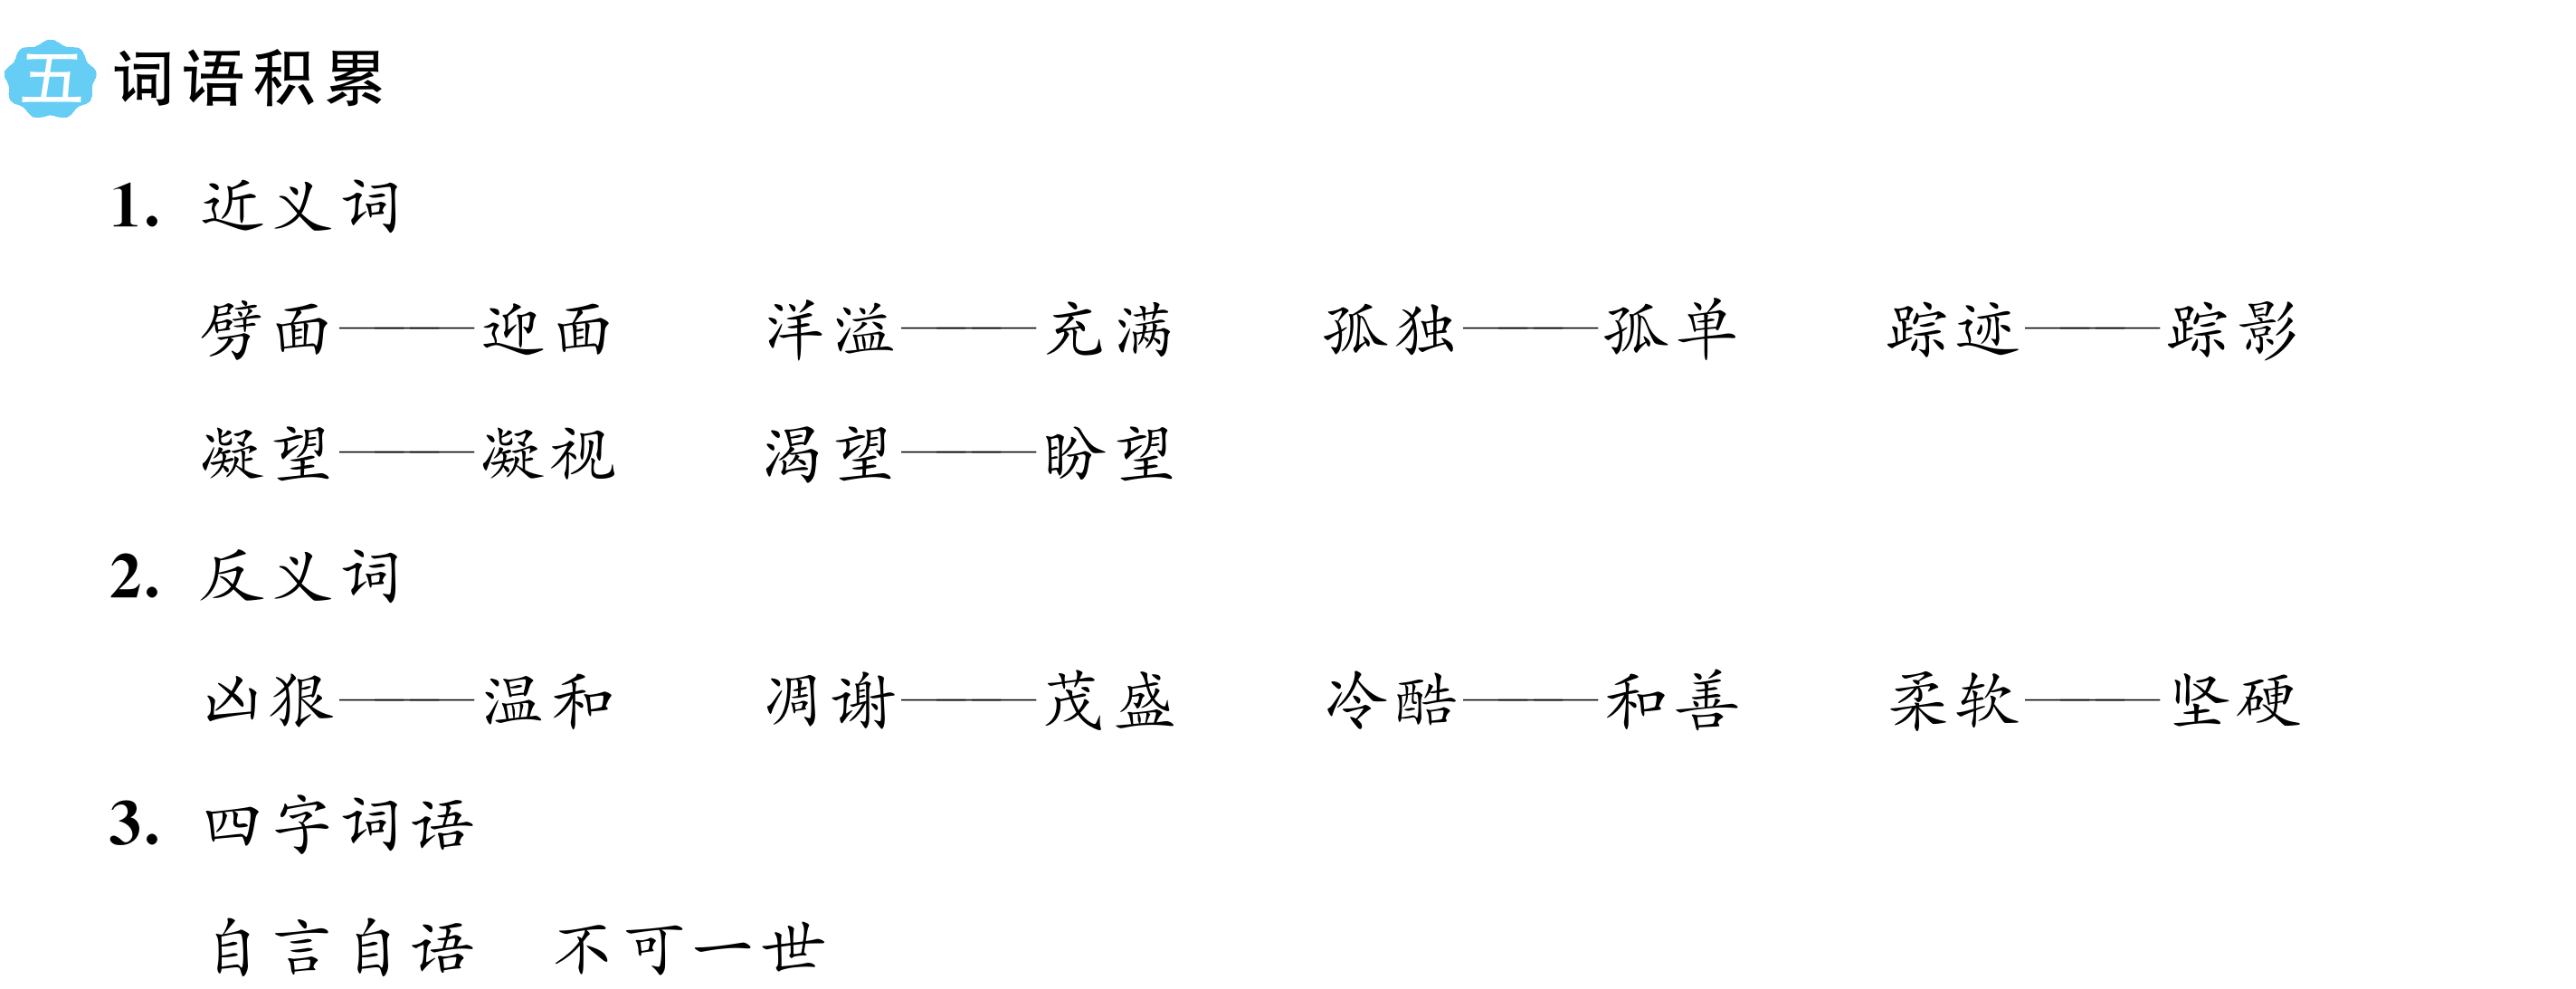 五 词语积累
1. 近义词
劈面——迎面 洋溢——充满 孤独——孤单 踪迹——踪影
凝望——凝视 渴望——盼望
2. 反义词
凶狠——温和 凋谢——茂盛 冷酷——和善 柔软——坚硬
3. 四字词语
自言自语 不可一世